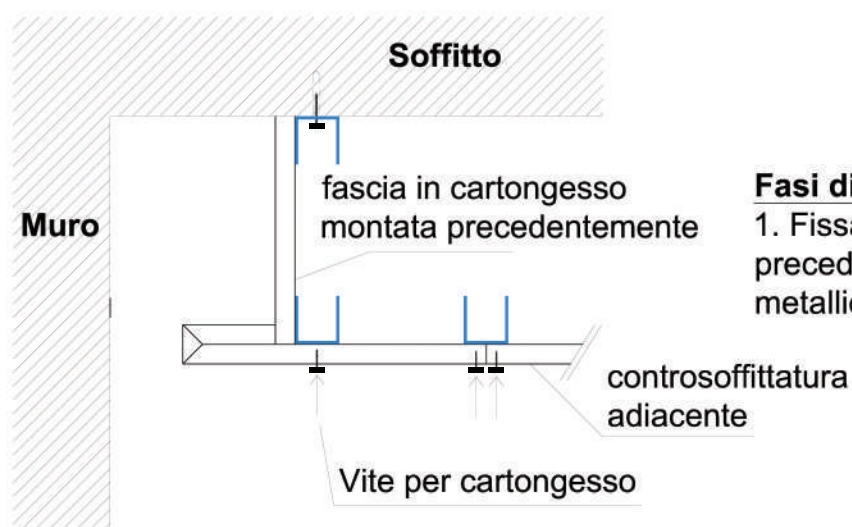 Soffitto
Muro
fascia in cartongesso
montata precedentemente
Fasi di
1. Fissa
preced
metallic
controsoffittatura
adiacente
Vite per cartongesso